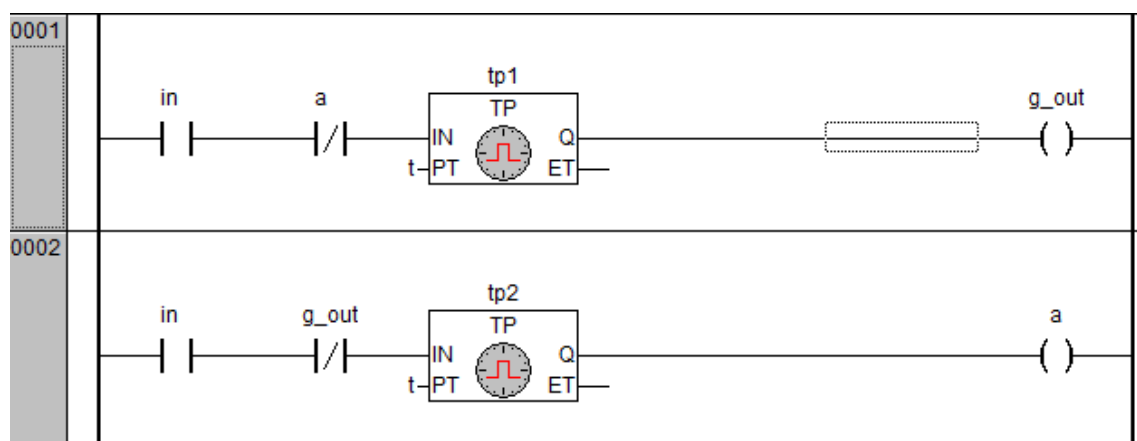 0001
tp1
in a TP g_out
IN Q
t PT ET
0002
tp2
in g_out TP a
IN Q
t PT ET